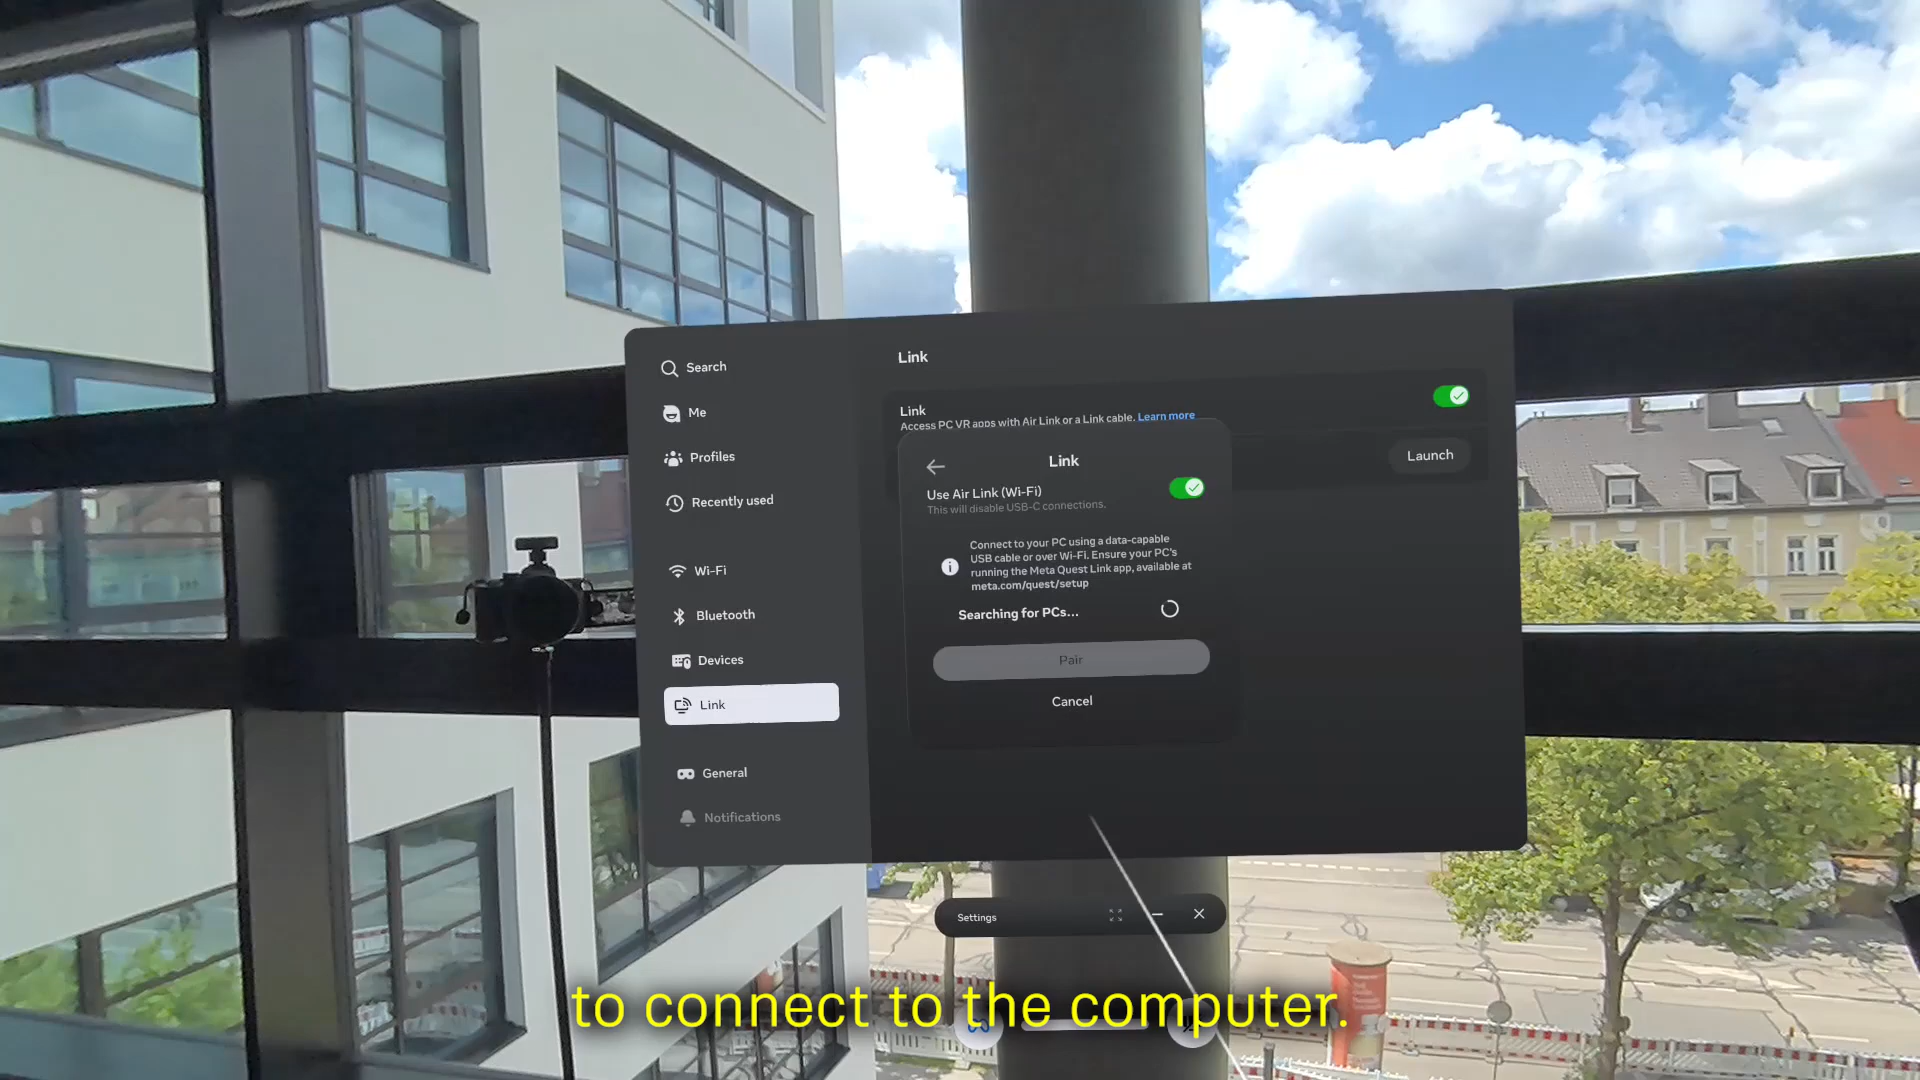 Search
Me
Profiles
Recently used
Wi-Fi
Bluetooth
Devices
Link
General
Notifications
Link
Link
Access PC VR apps with Air Link or a Link cable. Learn more
Launch
Link
Use Air Link (Wi-Fi)
This will disable USB-C connections.
Connect to your PC using a data-capable
USB cable or over Wi-Fi. Ensure your PC's
running the Meta Quest Link app, available at
meta.com/quest/setup
Searching for PCs...
Pair
Cancel
Settings
to connect to the computer.